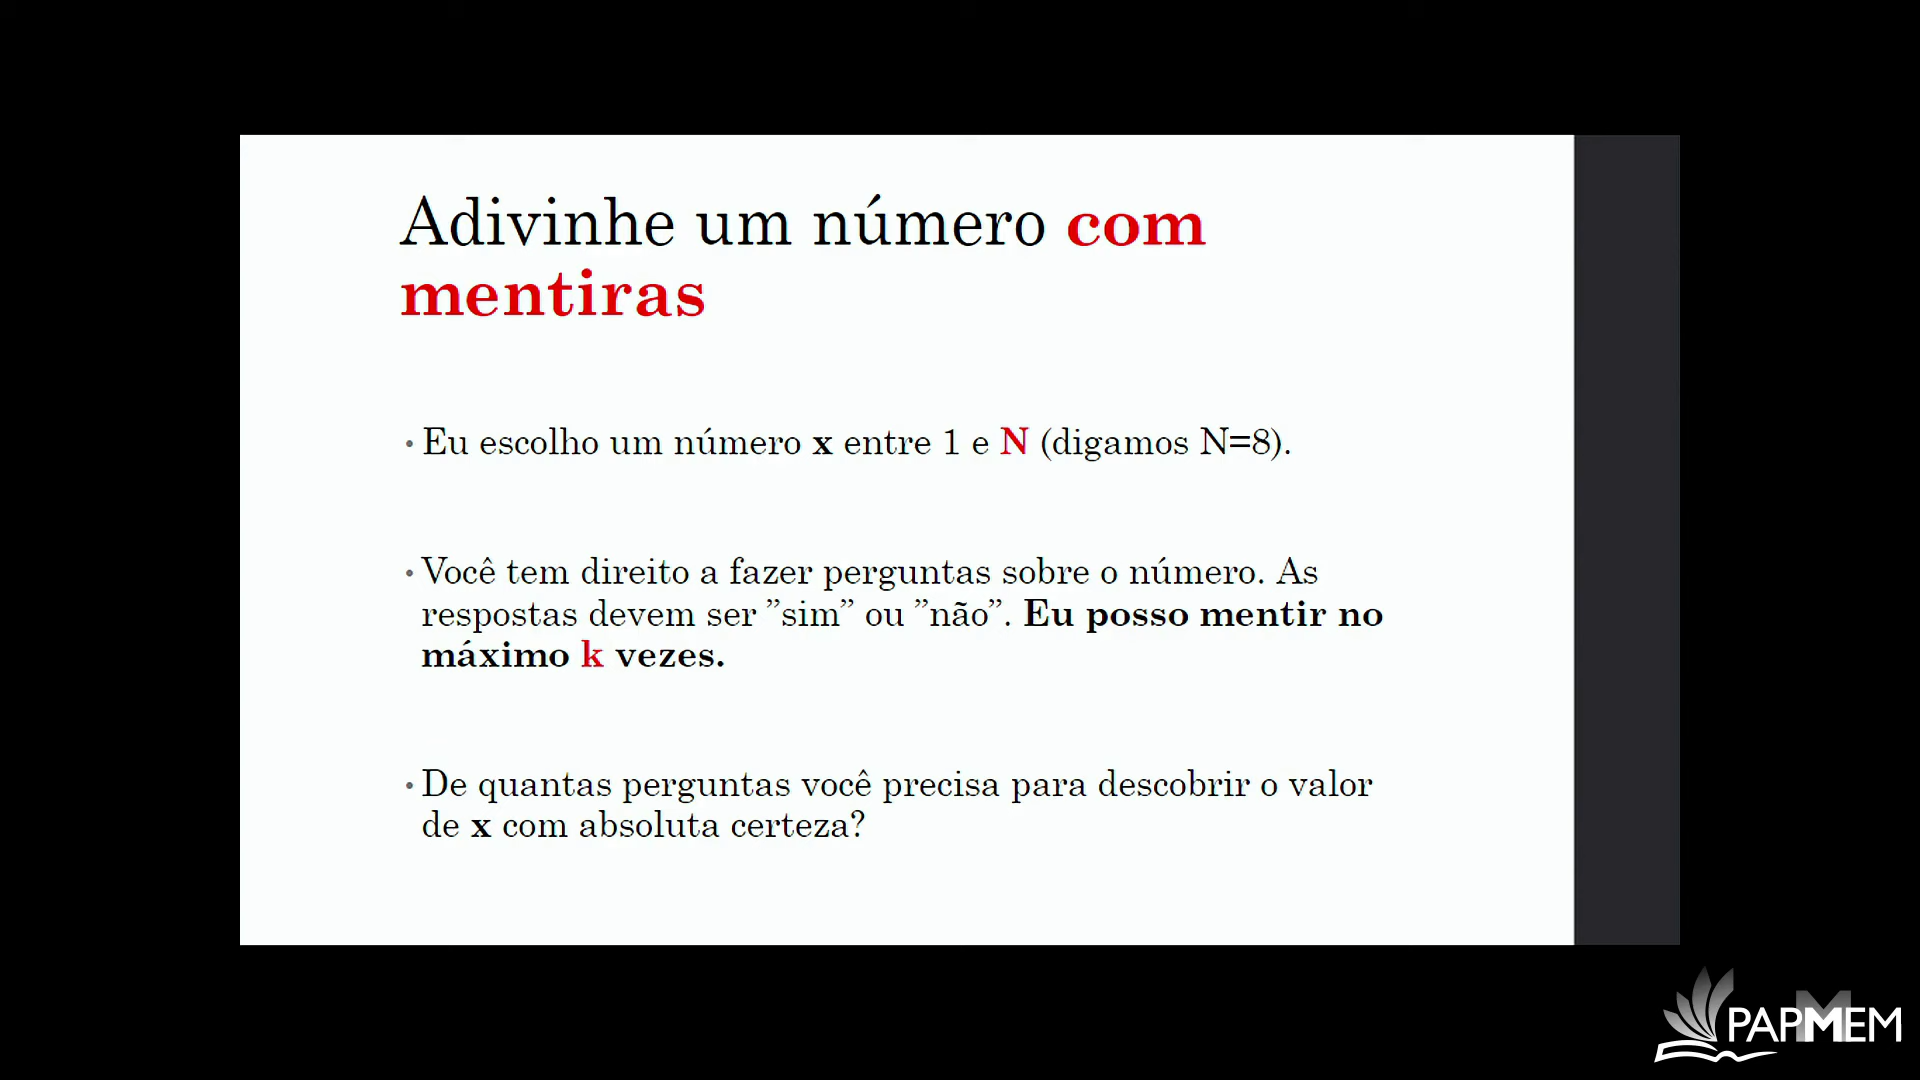 Adivinhe um número com
mentiras
• Eu escolho um número x entre 1 e N (digamos N=8).
• Você tem direito a fazer perguntas sobre o número. As
respostas devem ser ”sim” ou ”não”. Eu posso mentir no
máximo k vezes.
• De quantas perguntas você precisa para descobrir o valor
de x com absoluta certeza?
PAPMEM